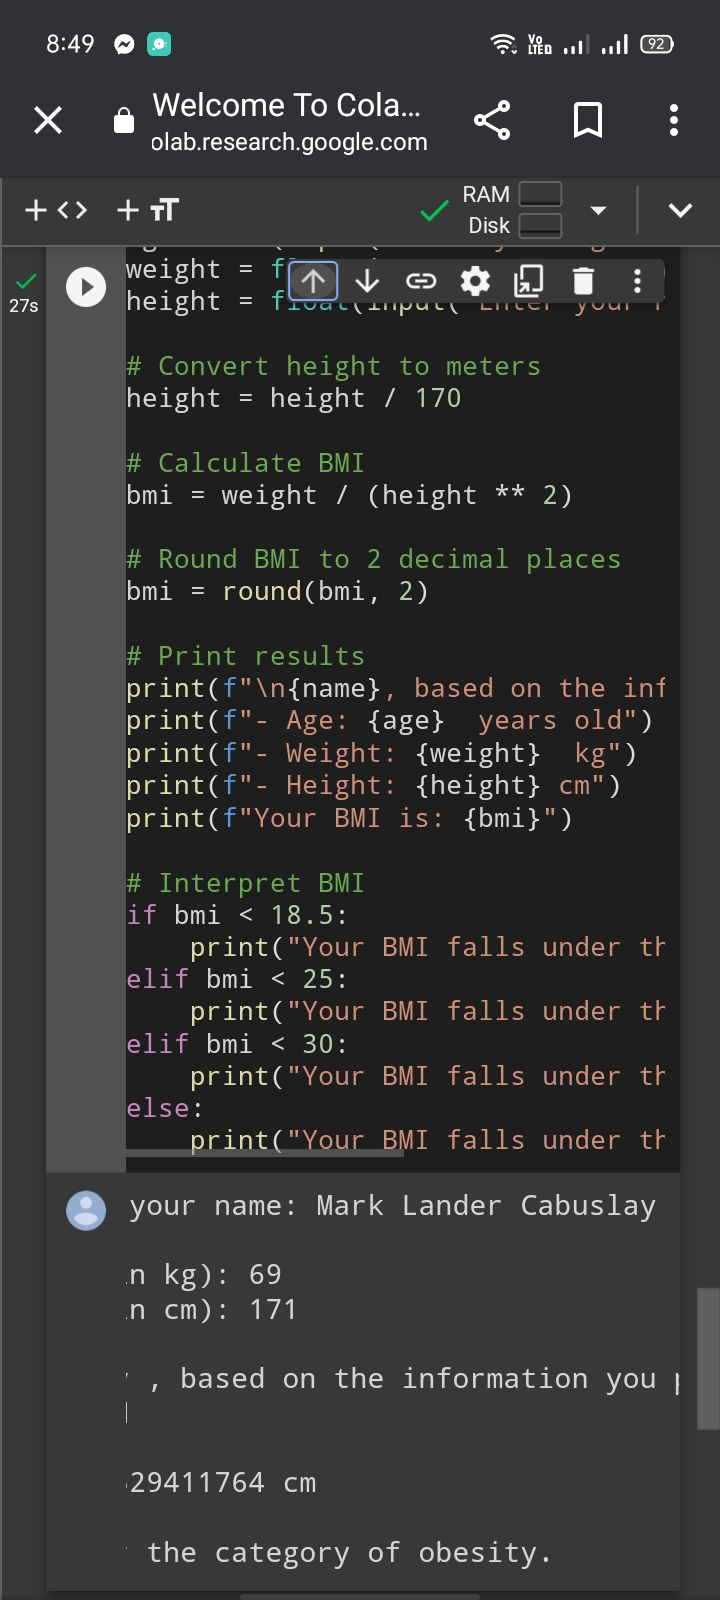 8:49 VoLTED 92
Welcome To Cola...
olab.research.google.com
+ <> + TT RAM
Disk
27s
weight = f
height = float(input("Enter your
# Convert height to meters
height = height / 170
# Calculate BMI
bmi = weight / (height ** 2)
# Round BMI to 2 decimal places
bmi = round(bmi, 2)
# Print results
print(f"\n{name}, based on the inf
print(f"- Age: {age}  years old")
print(f"- Weight: {weight}  kg")
print(f"- Height: {height} cm")
print(f"Your BMI is: {bmi}")
# Interpret BMI
if bmi < 18.5:
print("Your BMI falls under th
elif bmi < 25:
print("Your BMI falls under th
elif bmi < 30:
print("Your BMI falls under th
else:
print("Your BMI falls under th
your name: Mark Lander Cabuslay
n kg): 69
n cm): 171
, based on the information you p
29411764 cm
the category of obesity.